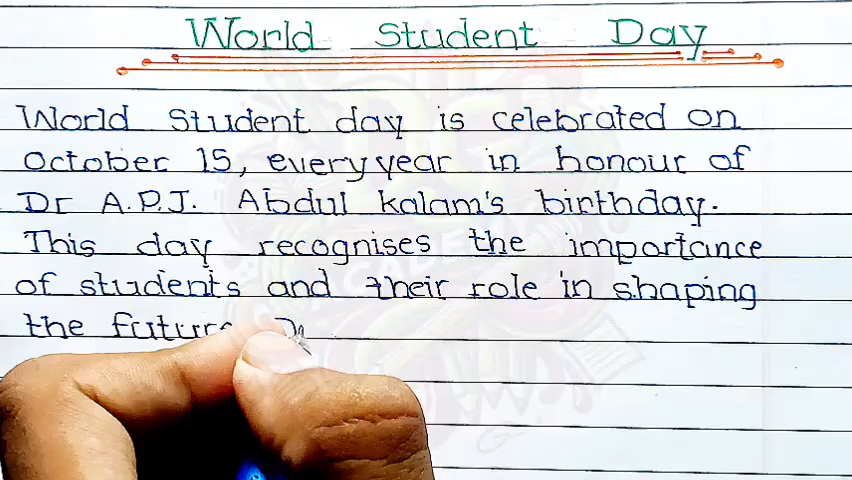 World Student Day
World Student day is celebrated on
October 15, every year in honour of
Dr A.P.J. Abdul Kalam's birthday.
This day recognises the importance
of students and their role in shaping
the future